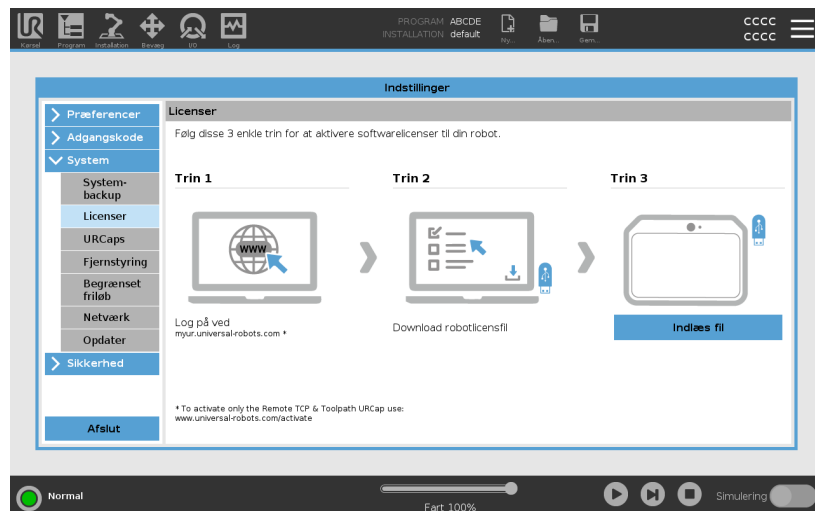 PROGRAM ABCDE
INSTALLATION default
CCCC
CCCC
Kørsel Program Installation Bevæg I/O Log Ny... Åben... Gem...
Indstillinger
Præferencer
Adgangskode
System
System-
backup
Licenser
URCaps
Fjernstyring
Begrænset
friløb
Netværk
Opdater
Sikkerhed
Afslut
Licenser
Følg disse 3 enkle trin for at aktivere softwarelicenser til din robot.
Trin 1
WWW
Log på ved
myur.universal-robots.com *
Trin 2
Download robotlicensfil
Trin 3
Indlæs fil
* To activate only the Remote TCP & Toolpath URCap use:
www.universal-robots.com/activate
Normal
Fart 100%
Simulering